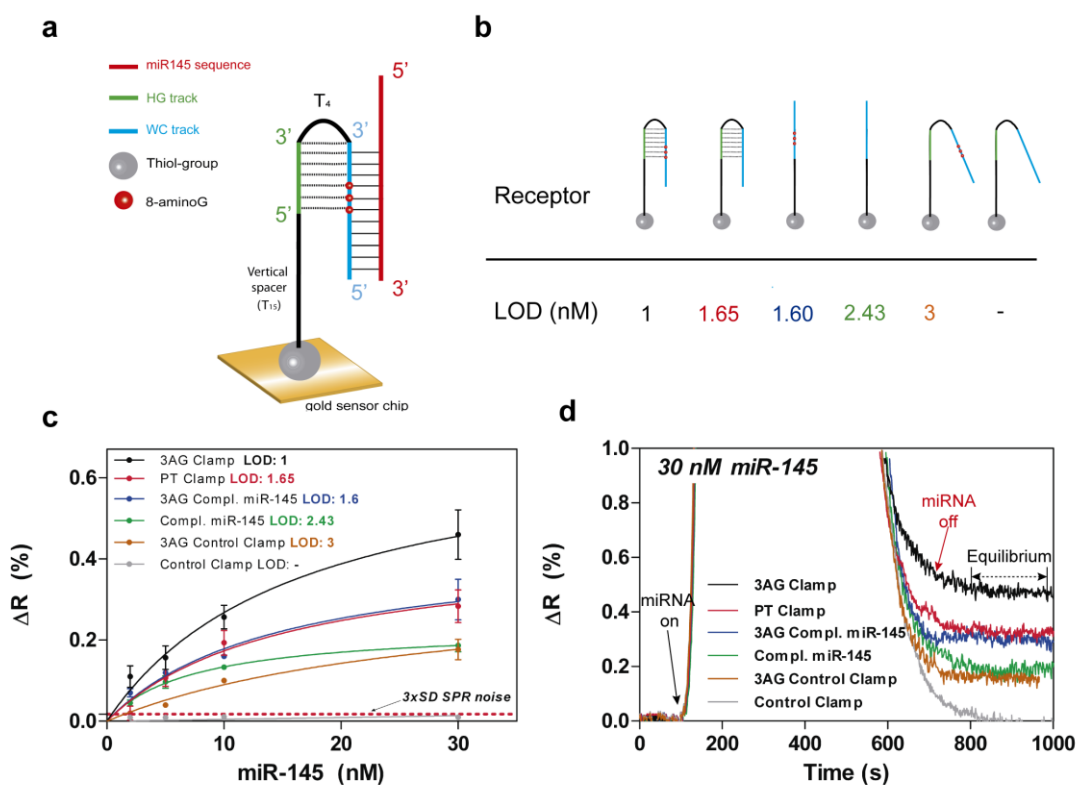 a
miR145 sequence
HG track
WC track
Thiol-group
8-aminoG
T4
3’
3’
5’
5’
5’
3’
Vertical
spacer
(T15)
gold sensor chip
b
Receptor
LOD (nM) 1 1.65 1.60 2.43 3 -
c
3AG Clamp LOD: 1
PT Clamp LOD: 1.65
3AG Compl. miR-145 LOD: 1.6
Compl. miR-145 LOD: 2.43
3AG Control Clamp LOD: 3
Control Clamp LOD: -
3xSD SPR noise
ΔR (%)
0.6
0.4
0.2
0.0
0 10 20 30
miR-145 (nM)
d
30 nM miR-145
miRNA
off
Equilibrium
miRNA
on
3AG Clamp
PT Clamp
3AG Compl. miR-145
Compl. miR-145
3AG Control Clamp
Control Clamp
ΔR (%)
1.0
0.8
0.6
0.4
0.2
0.0
0 200 400 600 800 1000
Time (s)